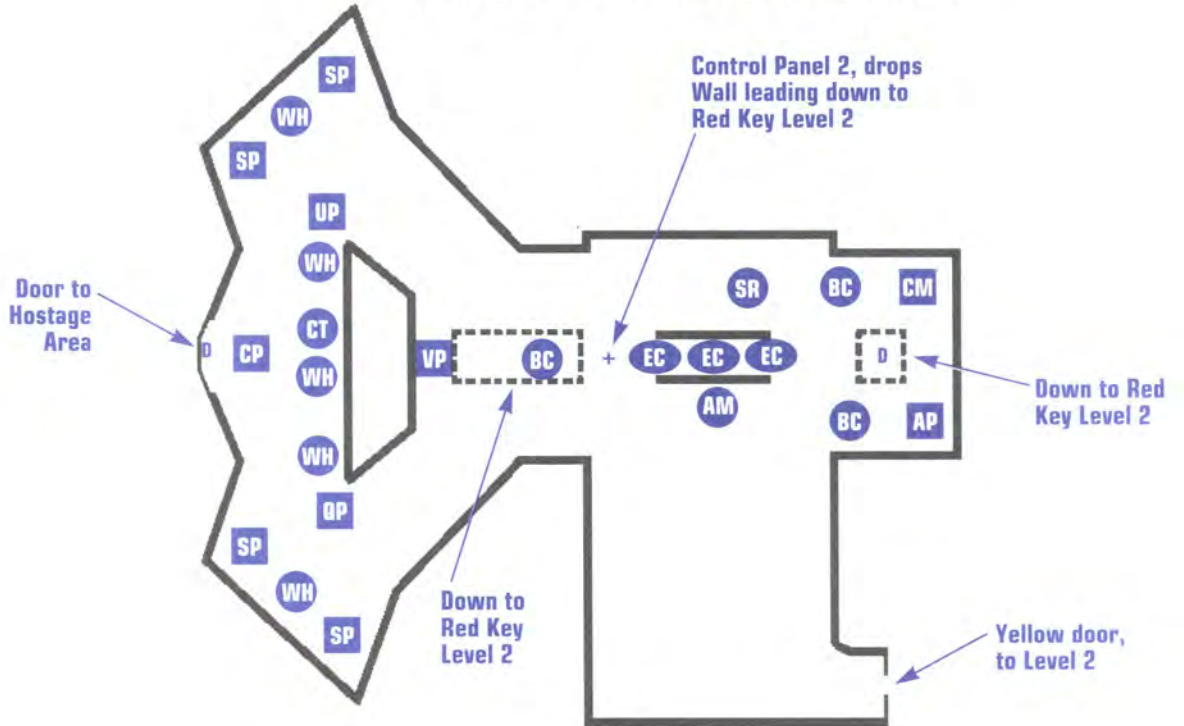 SP
Control Panel 2, drops
Wall leading down to
Red Key Level 2
WH
SP
UP
WH
SR
BC
CM
Door to
Hostage
Area
D
CP
CT
WH
VP
BC
+
EC
EC
EC
D
Down to Red
Key Level 2
AM
BC
AP
WH
QP
SP
WH
SP
Down to
Red Key
Level 2
Yellow door,
to Level 2